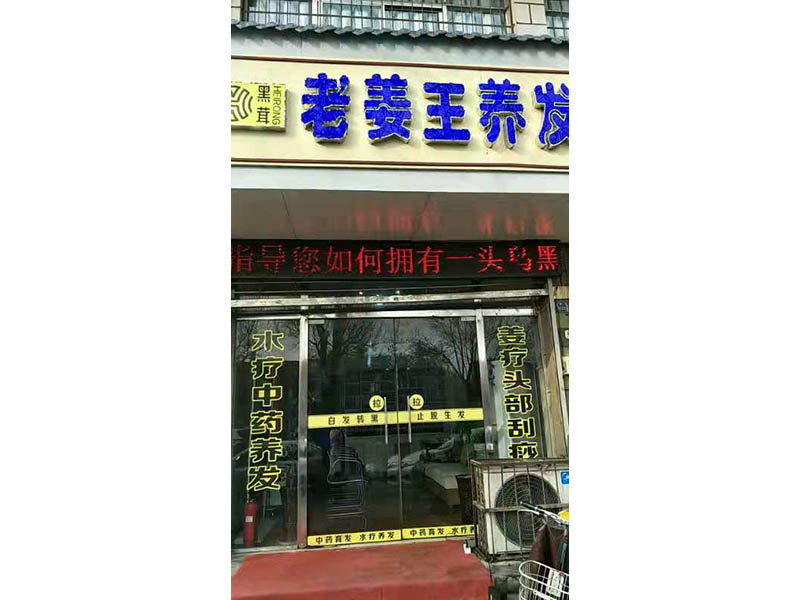 黑茸
HEIRONG
老姜王养发
指导您如何拥有一头乌黑
水疗中药养发
姜疗头部刮痧
拉
拉
白发转黑
止脱生发
中药育发 水疗养发
中药育发 水疗养